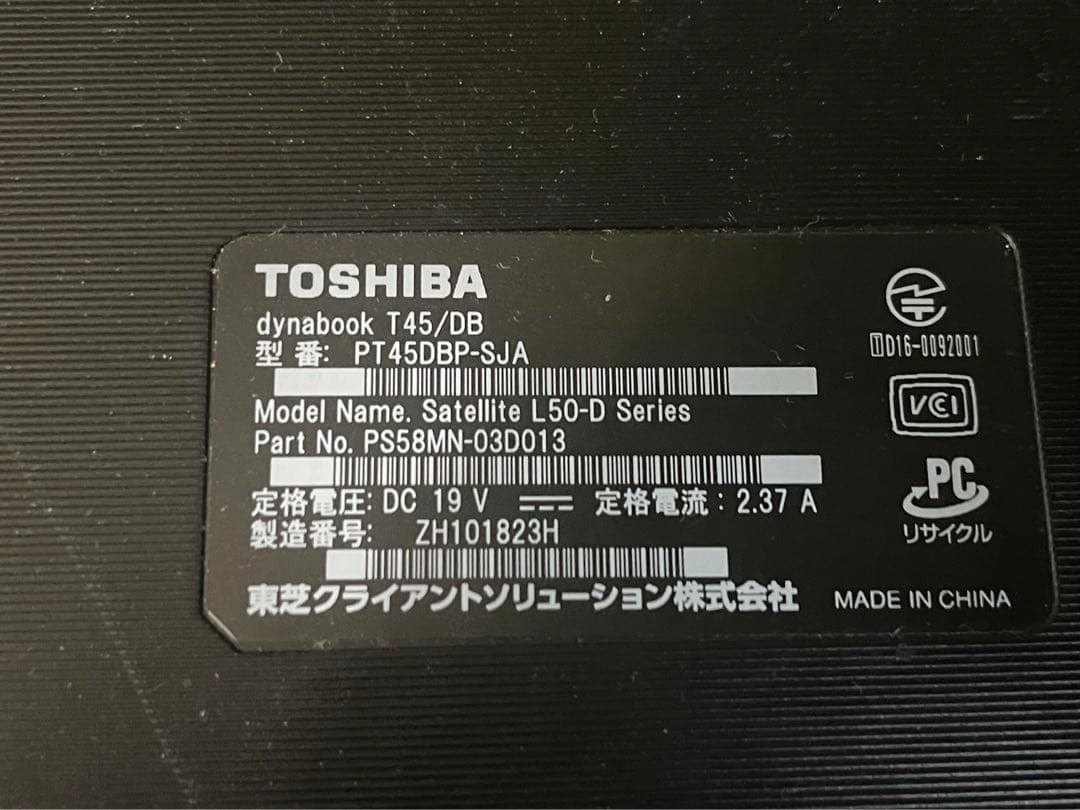 TOSHIBA
dynabook T45/DB
型 番: PT45DBP-SJA
Model Name. Satellite L50-D Series
Part No. PS58MN-03D013
定格電圧: DC 19 V 定格電流: 2.37 A
製造番号: ZH101823H
東芝クライアントソリューション株式会社
MADE IN CHINA
T D16-0092001
VCCI
PC
リサイクル